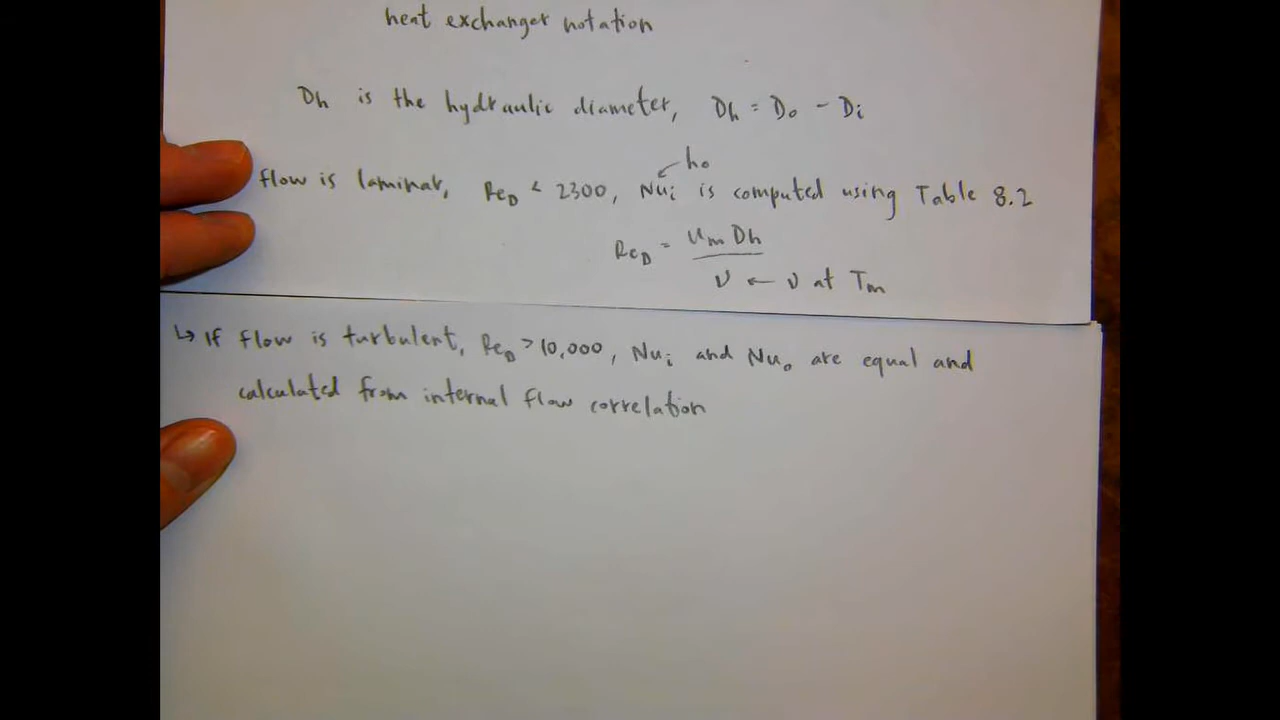 heat exchanger notation
Dh is the hydraulic diameter, Dh = Do - Di
ho
flow is laminar, ReD < 2300, Nui is computed using Table 8.2
ReD = um Dh / ν ← ν at Tm
↳ If flow is turbulent, ReD > 10,000, Nui and Nuo are equal and
calculated from internal flow correlation